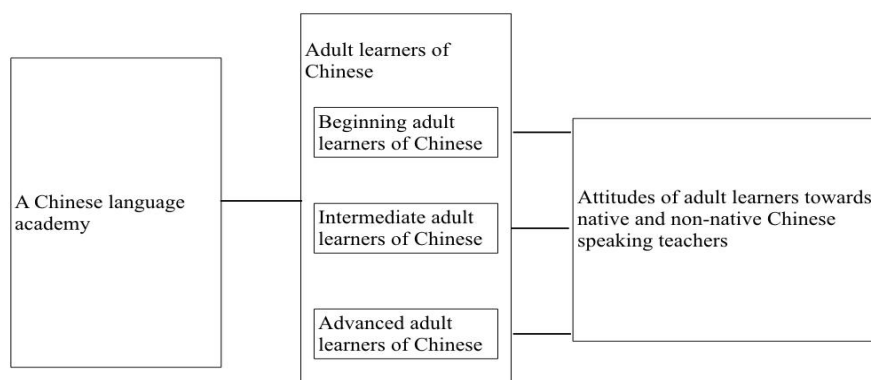 A Chinese language
academy
Adult learners of
Chinese
Beginning adult
learners of Chinese
Intermediate adult
learners of Chinese
Advanced adult
learners of Chinese
Attitudes of adult learners towards
native and non-native Chinese
speaking teachers